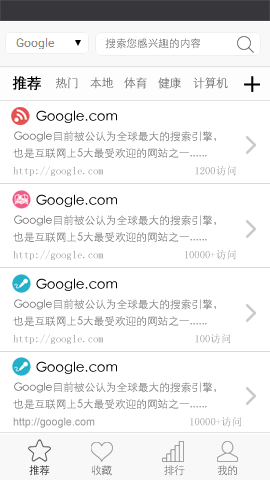 Google ▼ 搜索您感兴趣的内容
推荐 热门 本地 体育 健康 计算机 +
Google.com
Google目前被公认为全球最大的搜索引擎，
也是互联网上5大最受欢迎的网站之一......
http://google.com 1200访问
Google.com
Google目前被公认为全球最大的搜索引擎，
也是互联网上5大最受欢迎的网站之一......
http://google.com 10000+访问
Google.com
Google目前被公认为全球最大的搜索引擎，
也是互联网上5大最受欢迎的网站之一......
http://google.com 100访问
Google.com
Google目前被公认为全球最大的搜索引擎，
也是互联网上5大最受欢迎的网站之一......
http://google.com 10000+访问
推荐 收藏 排行 我的